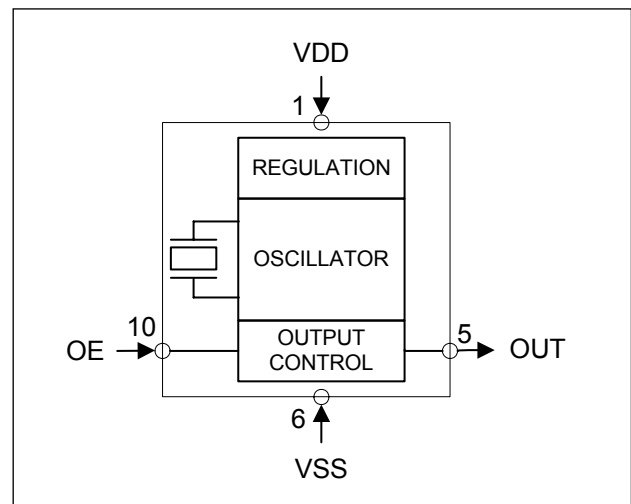 VDD
1
REGULATION
OSCILLATOR
10
OE
OUTPUT
CONTROL
5
OUT
6
VSS